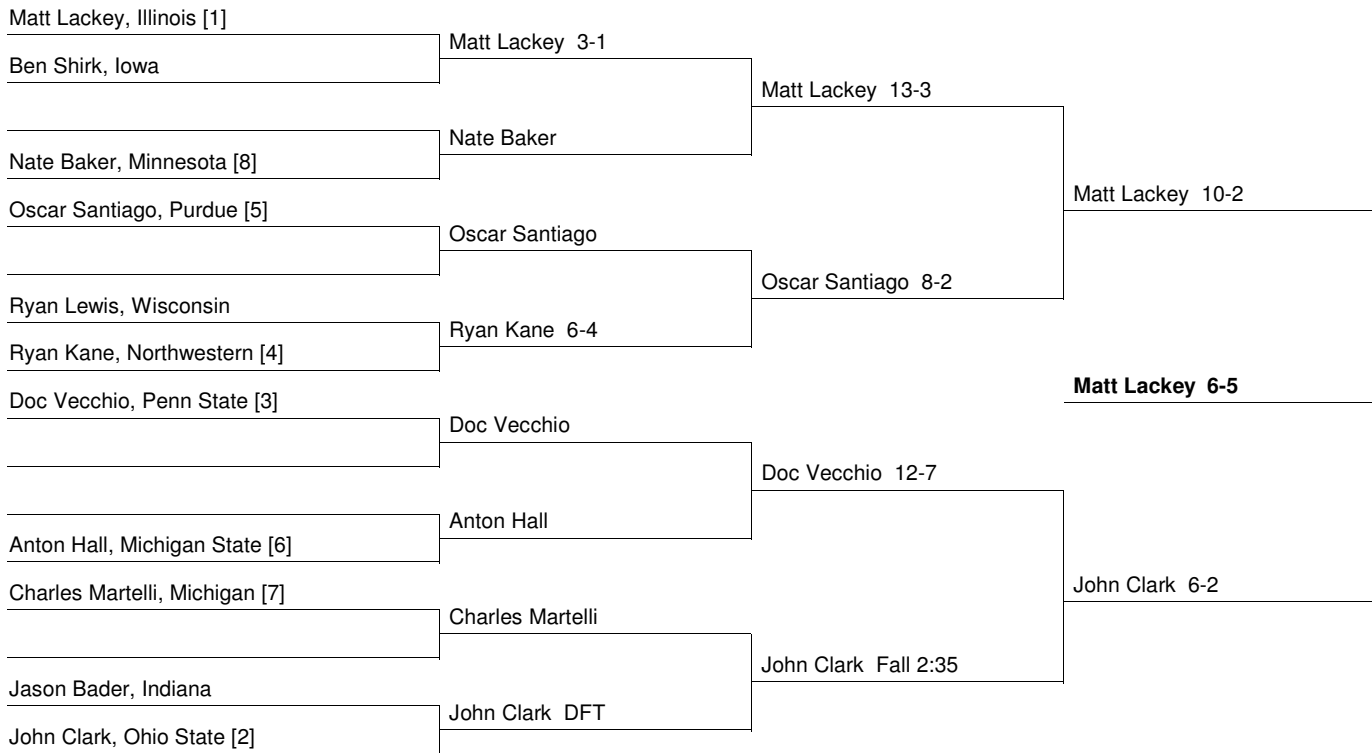 Matt Lackey, Illinois [1]
Matt Lackey  3-1
Ben Shirk, Iowa
Matt Lackey  13-3
Nate Baker
Nate Baker, Minnesota [8]
Matt Lackey  10-2
Oscar Santiago, Purdue [5]
Oscar Santiago
Oscar Santiago  8-2
Ryan Lewis, Wisconsin
Ryan Kane  6-4
Ryan Kane, Northwestern [4]
Matt Lackey  6-5
Doc Vecchio, Penn State [3]
Doc Vecchio
Doc Vecchio  12-7
Anton Hall
Anton Hall, Michigan State [6]
John Clark  6-2
Charles Martelli, Michigan [7]
Charles Martelli
John Clark  Fall 2:35
Jason Bader, Indiana
John Clark  DFT
John Clark, Ohio State [2]